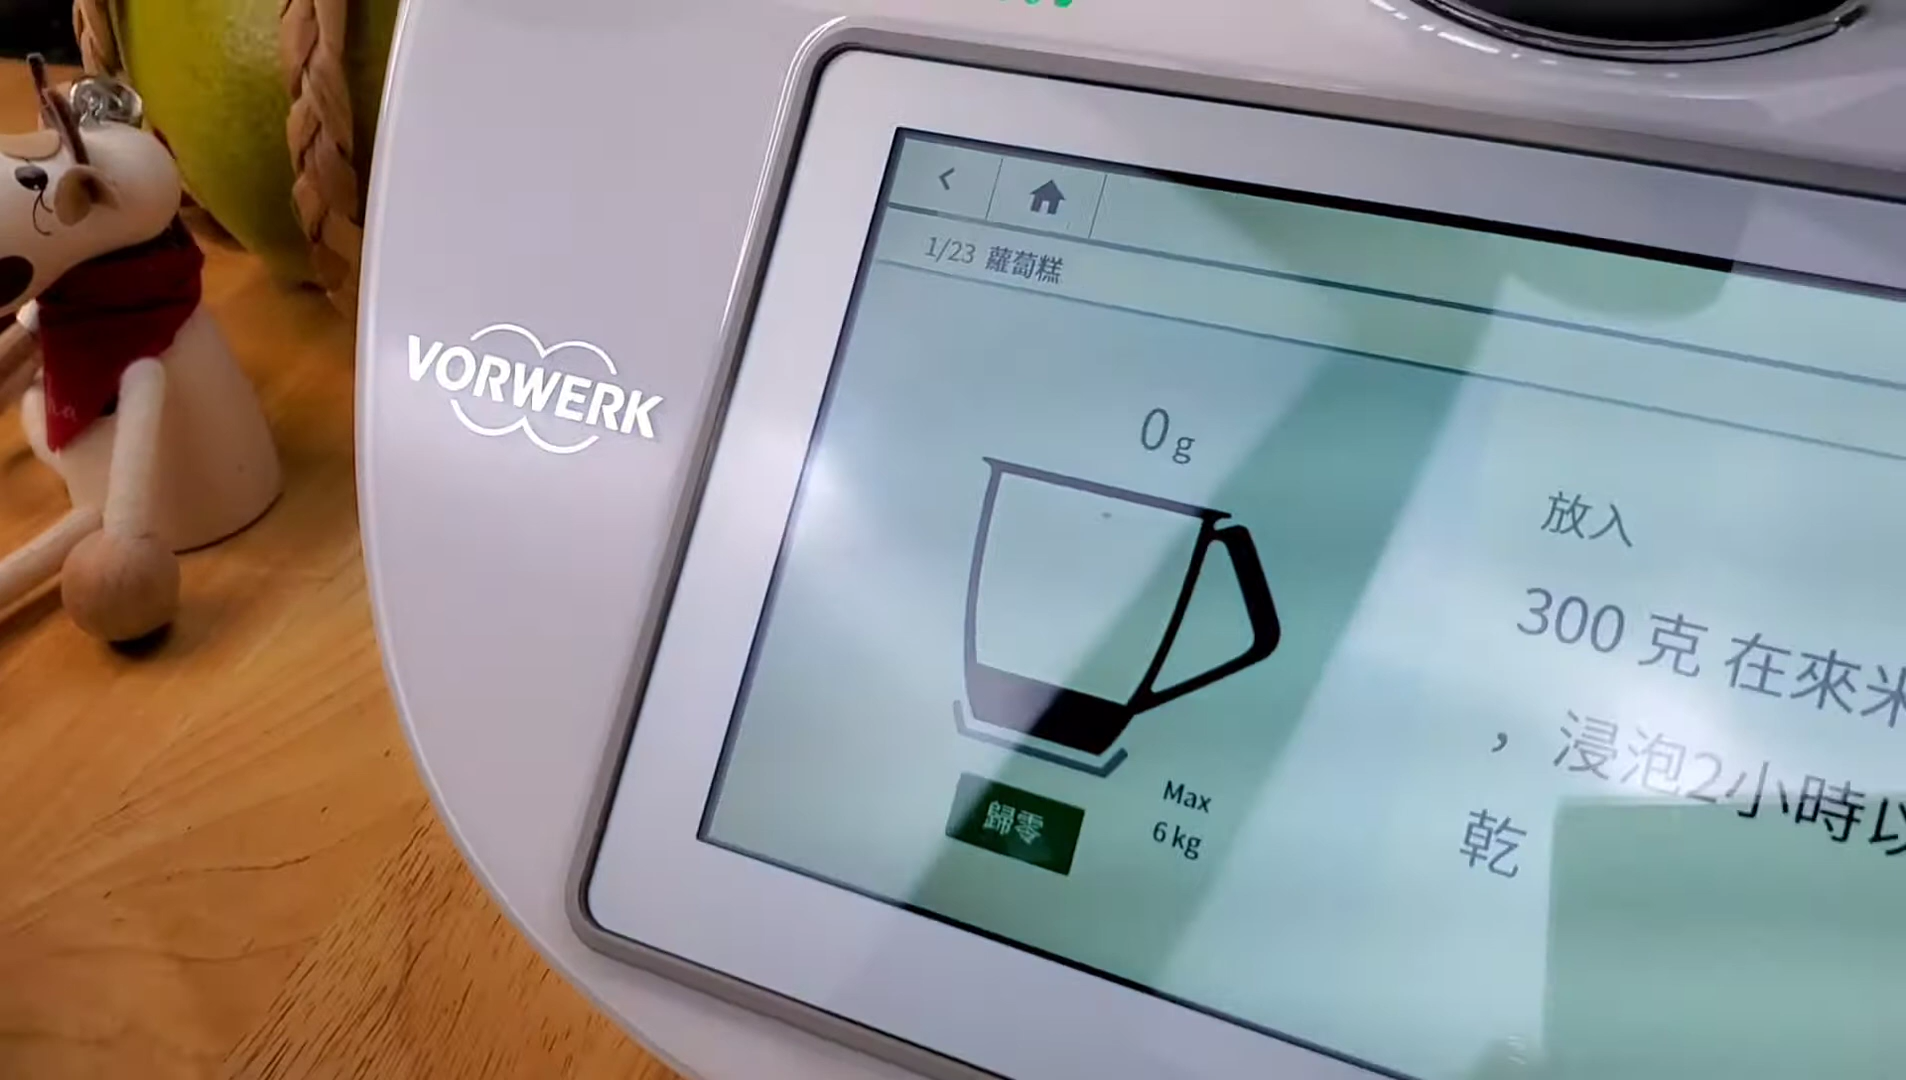 VORWERK
1/23 蘿蔔糕
0 g
放入
300 克 在來米
， 浸泡2小時以
乾
歸零
Max
6 kg